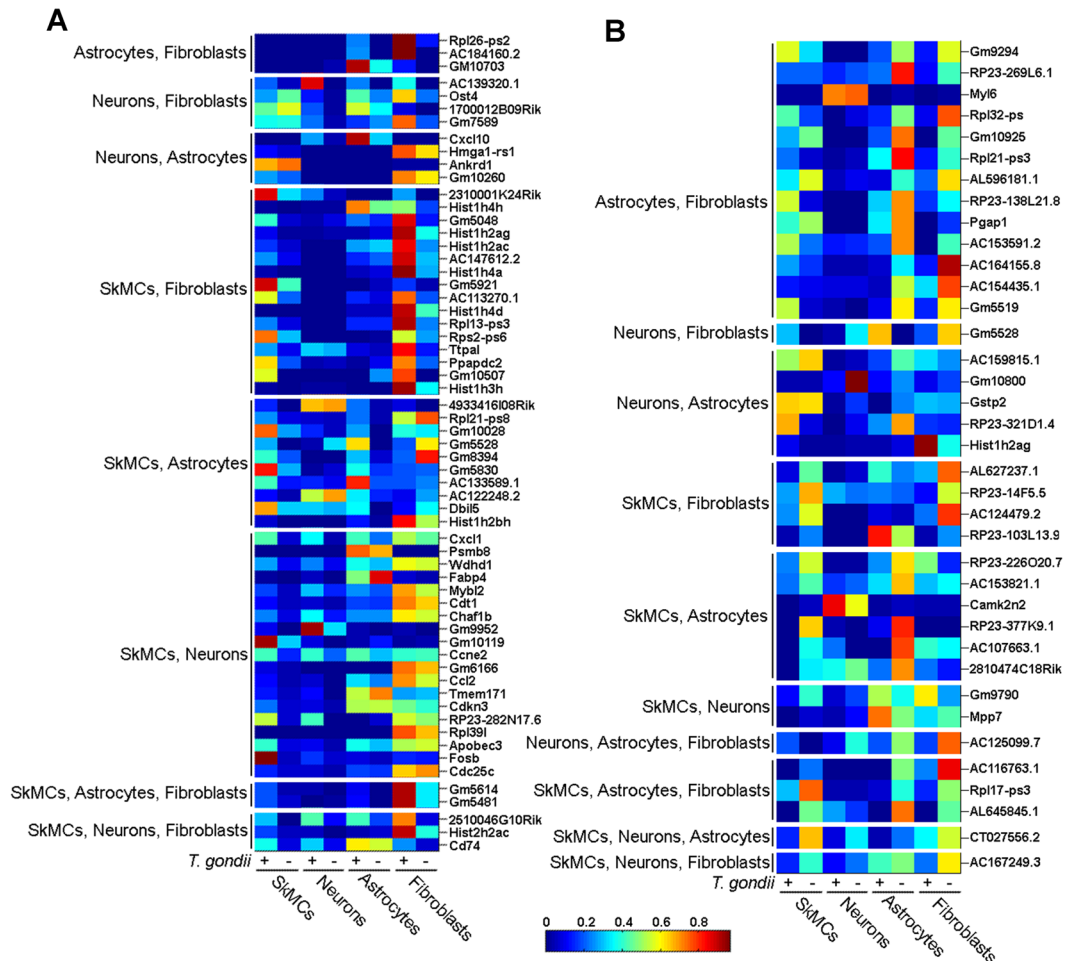 A
Astrocytes, Fibroblasts
Rpl26-ps2
AC184160.2
GM10703
Neurons, Fibroblasts
AC139320.1
Ost4
1700012B09Rik
Gm7589
Neurons, Astrocytes
Cxcl10
Hmga1-rs1
Ankrd1
Gm10260
SkMCs, Fibroblasts
2310001K24Rik
Hist1h4h
Gm5048
Hist1h2ag
Hist1h2ac
AC147612.2
Hist1h4a
Gm5921
AC113270.1
Hist1h4d
Rpl13-ps3
Rps2-ps6
Ttpal
Ppapdc2
Gm10507
Hist1h3h
SkMCs, Astrocytes
4933416I08Rik
Rpl21-ps8
Gm10028
Gm5528
Gm8394
Gm5830
AC133589.1
AC122248.2
Dbil5
Hist1h2bh
SkMCs, Neurons
Cxcl1
Psmb8
Wdhd1
Fabp4
Mybl2
Cdt1
Chaf1b
Gm9952
Gm10119
Ccne2
Gm6166
Ccl2
Tmem171
Cdkn3
RP23-282N17.6
Rpl39l
Apobec3
Fosb
Cdc25c
SkMCs, Astrocytes, Fibroblasts
Gm5614
Gm5481
SkMCs, Neurons, Fibroblasts
2510046G10Rik
Hist2h2ac
Cd74
T. gondii + - + - + - + -
SkMCs Neurons Astrocytes Fibroblasts
B
Astrocytes, Fibroblasts
Gm9294
RP23-269L6.1
Myl6
Rpl32-ps
Gm10925
Rpl21-ps3
AL596181.1
RP23-138L21.8
Pgap1
AC153591.2
AC164155.8
AC154435.1
Gm5519
Neurons, Fibroblasts
Gm5528
Neurons, Astrocytes
AC159815.1
Gm10800
Gstp2
RP23-321D1.4
Hist1h2ag
SkMCs, Fibroblasts
AL627237.1
RP23-14F5.5
AC124479.2
RP23-103L13.9
SkMCs, Astrocytes
RP23-226O20.7
AC153821.1
Camk2n2
RP23-377K9.1
AC107663.1
2810474C18Rik
SkMCs, Neurons
Gm9790
Mpp7
Neurons, Astrocytes, Fibroblasts
AC125099.7
SkMCs, Astrocytes, Fibroblasts
AC116763.1
Rpl17-ps3
AL645845.1
SkMCs, Neurons, Astrocytes
CT027556.2
SkMCs, Neurons, Fibroblasts
AC167249.3
T. gondii + - + - + - + -
SkMCs Neurons Astrocytes Fibroblasts
0 0.2 0.4 0.6 0.8